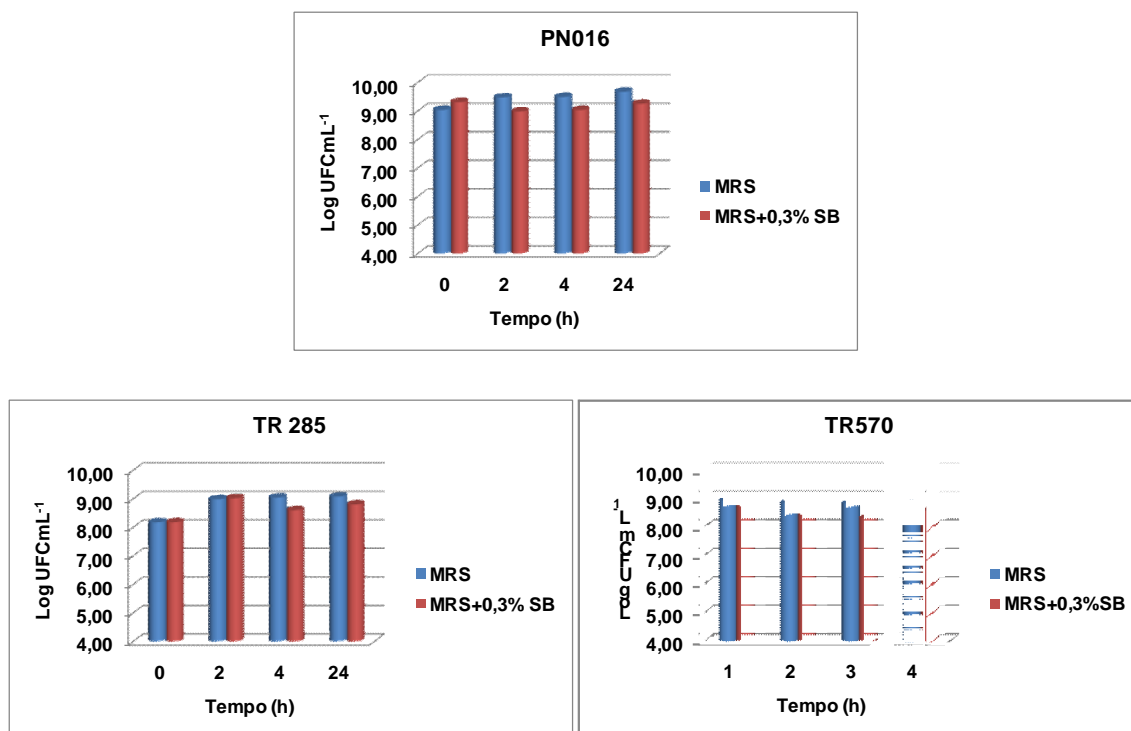 PN016
Log UFCmL⁻¹
10,00
9,00
8,00
7,00
6,00
5,00
4,00
0 2 4 24
Tempo (h)
MRS
MRS+0,3% SB
TR 285
Log UFCmL⁻¹
10,00
9,00
8,00
7,00
6,00
5,00
4,00
0 2 4 24
Tempo (h)
MRS
MRS+0,3% SB
TR570
10,00
9,00
8,00
7,00
6,00
5,00
4,00
1 2 3 4
Tempo (h)
MRS
MRS+0,3%SB